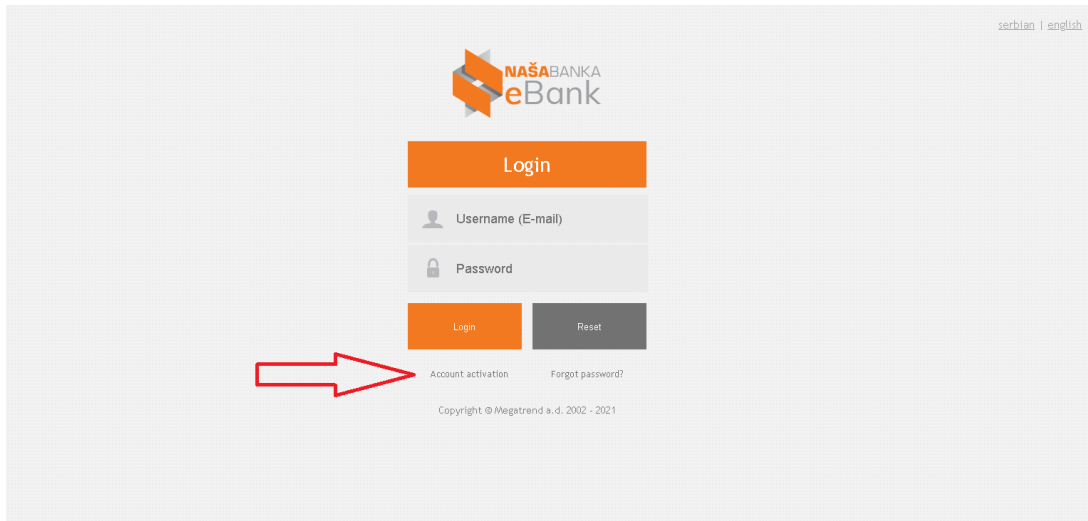 serbian | english
NAŠABANKA
eBank
Login
Username (E-mail)
Password
Login Reset
Account activation Forgot password?
Copyright © Megatrend a.d. 2002 - 2021